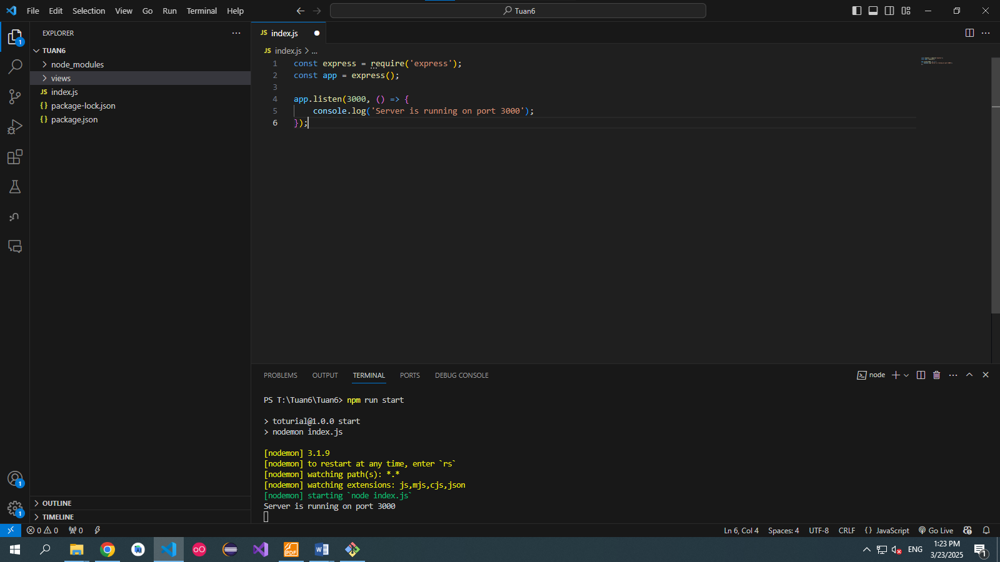 File Edit Selection View Go Run Terminal Help
Tuan6
EXPLORER
TUAN6
node_modules
views
JS index.js
{} package-lock.json
{} package.json
OUTLINE
TIMELINE
1
1
1
JS index.js
JS index.js > ...
1 const express = require('express');
2 const app = express();
3
4 app.listen(3000, () => {
5 console.log('Server is running on port 3000');
6 });
PROBLEMS OUTPUT TERMINAL PORTS DEBUG CONSOLE
node
PS T:\Tuan6\Tuan6> npm run start
> toturial@1.0.0 start
> nodemon index.js
[nodemon] 3.1.9
[nodemon] to restart at any time, enter `rs`
[nodemon] watching path(s): *.*
[nodemon] watching extensions: js,mjs,cjs,json
[nodemon] starting `node index.js`
Server is running on port 3000
0 0 0 Ln 6, Col 4 Spaces: 4 UTF-8 CRLF {} JavaScript Go Live
PDF
ENG
1:23 PM
3/23/2025
1